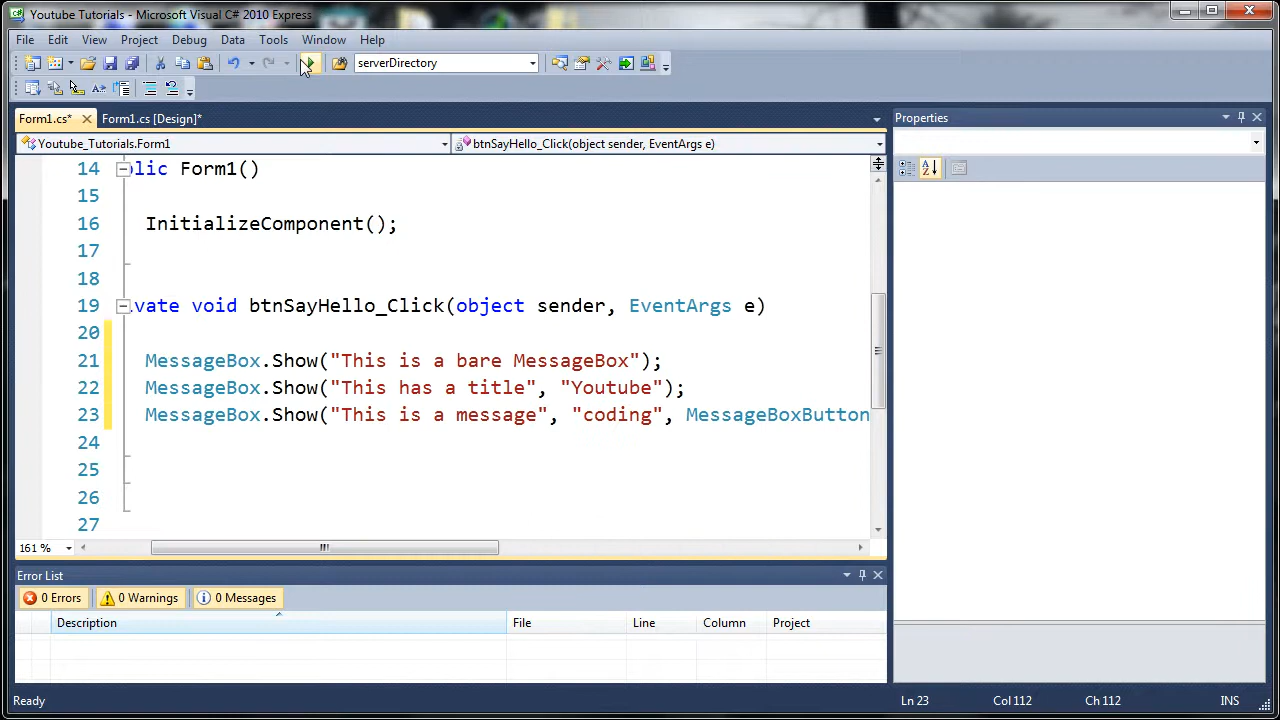 Youtube Tutorials - Microsoft Visual C# 2010 Express
File Edit View Project Debug Data Tools Window Help
serverDirectory
Form1.cs* Form1.cs [Design]*
Youtube_Tutorials.Form1 btnSayHello_Click(object sender, EventArgs e)
14 blic Form1()
15
16 InitializeComponent();
17
18
19 vate void btnSayHello_Click(object sender, EventArgs e)
20
21 MessageBox.Show("This is a bare MessageBox");
22 MessageBox.Show("This has a title", "Youtube");
23 MessageBox.Show("This is a message", "coding", MessageBoxButton
24
25
26
27
161 %
Error List
0 Errors 0 Warnings 0 Messages
Description File Line Column Project
Properties
Ready Ln 23 Col 112 Ch 112 INS